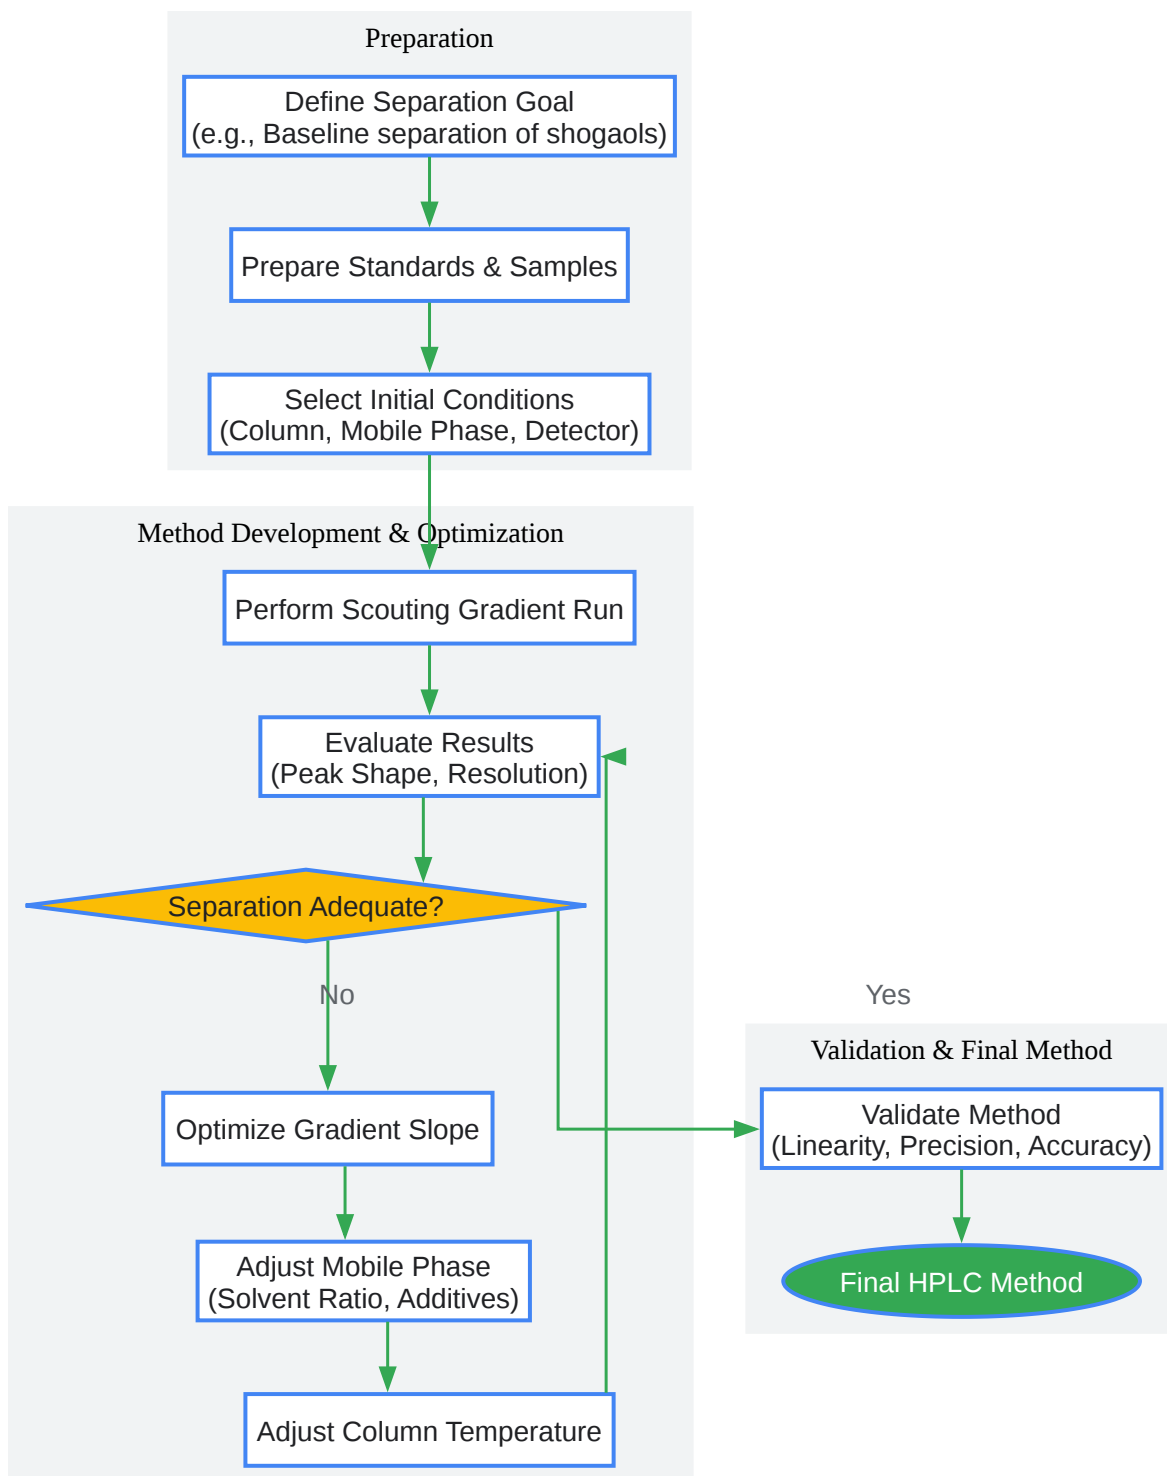 Preparation
Define Separation Goal
(e.g., Baseline separation of shogaols)
Prepare Standards & Samples
Select Initial Conditions
(Column, Mobile Phase, Detector)
Method Development & Optimization
Perform Scouting Gradient Run
Evaluate Results
(Peak Shape, Resolution)
Separation Adequate?
No
Yes
Optimize Gradient Slope
Adjust Mobile Phase
(Solvent Ratio, Additives)
Adjust Column Temperature
Validation & Final Method
Validate Method
(Linearity, Precision, Accuracy)
Final HPLC Method